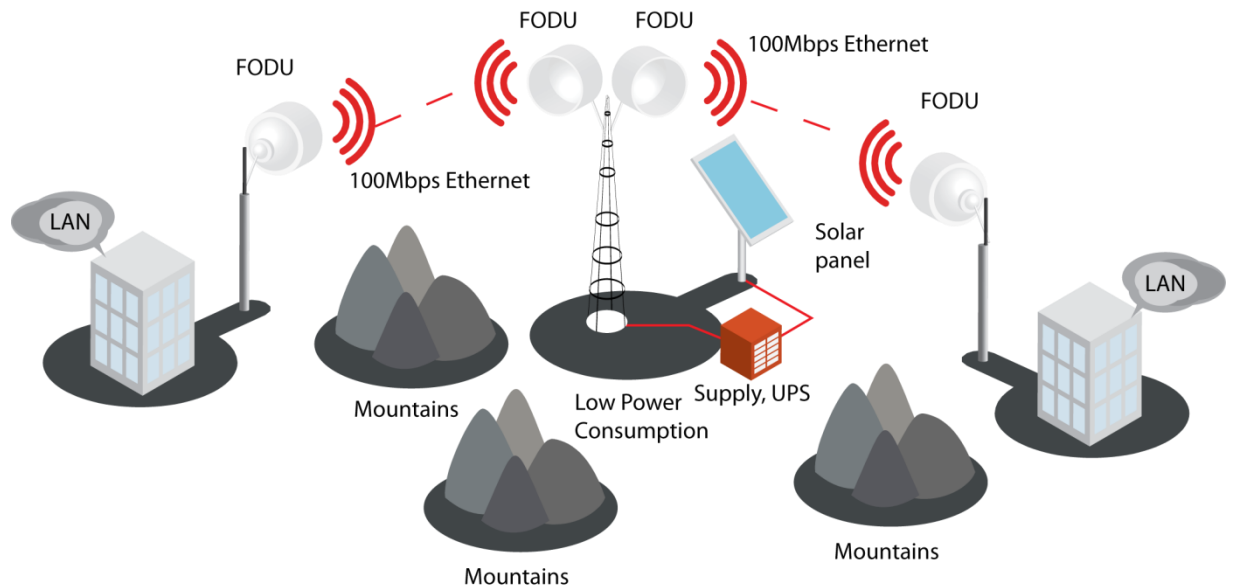 FODU
FODU
100Mbps Ethernet
FODU
FODU
100Mbps Ethernet
LAN
Solar
panel
LAN
Mountains
Low Power
Consumption
Supply, UPS
Mountains
Mountains